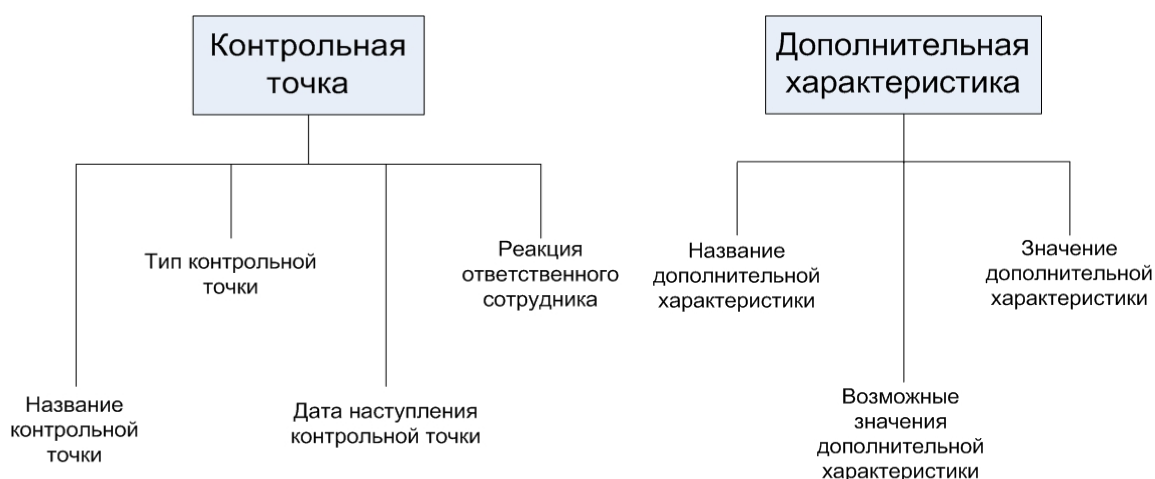 Контрольная
точка
Дополнительная
характеристика
Тип контрольной
точки
Реакция
ответственного
сотрудника
Название
контрольной
точки
Дата наступления
контрольной точки
Название
дополнительной
характеристики
Значение
дополнительной
характеристики
Возможные
значения
дополнительной
характеристики